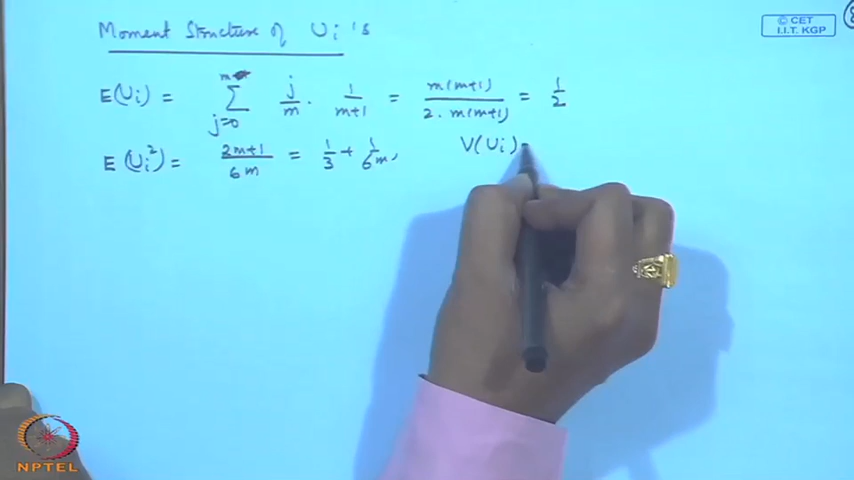 Moment Structure of Ui's
© CET
I.I.T. KGP
E(Ui) = m Σ j=0 j/m · 1/m+1 = m(m+1)/2·m(m+1) = 1/2
E(Ui²) = 2m+1/6m = 1/3 + 1/6m, V(Ui) =
NPTEL